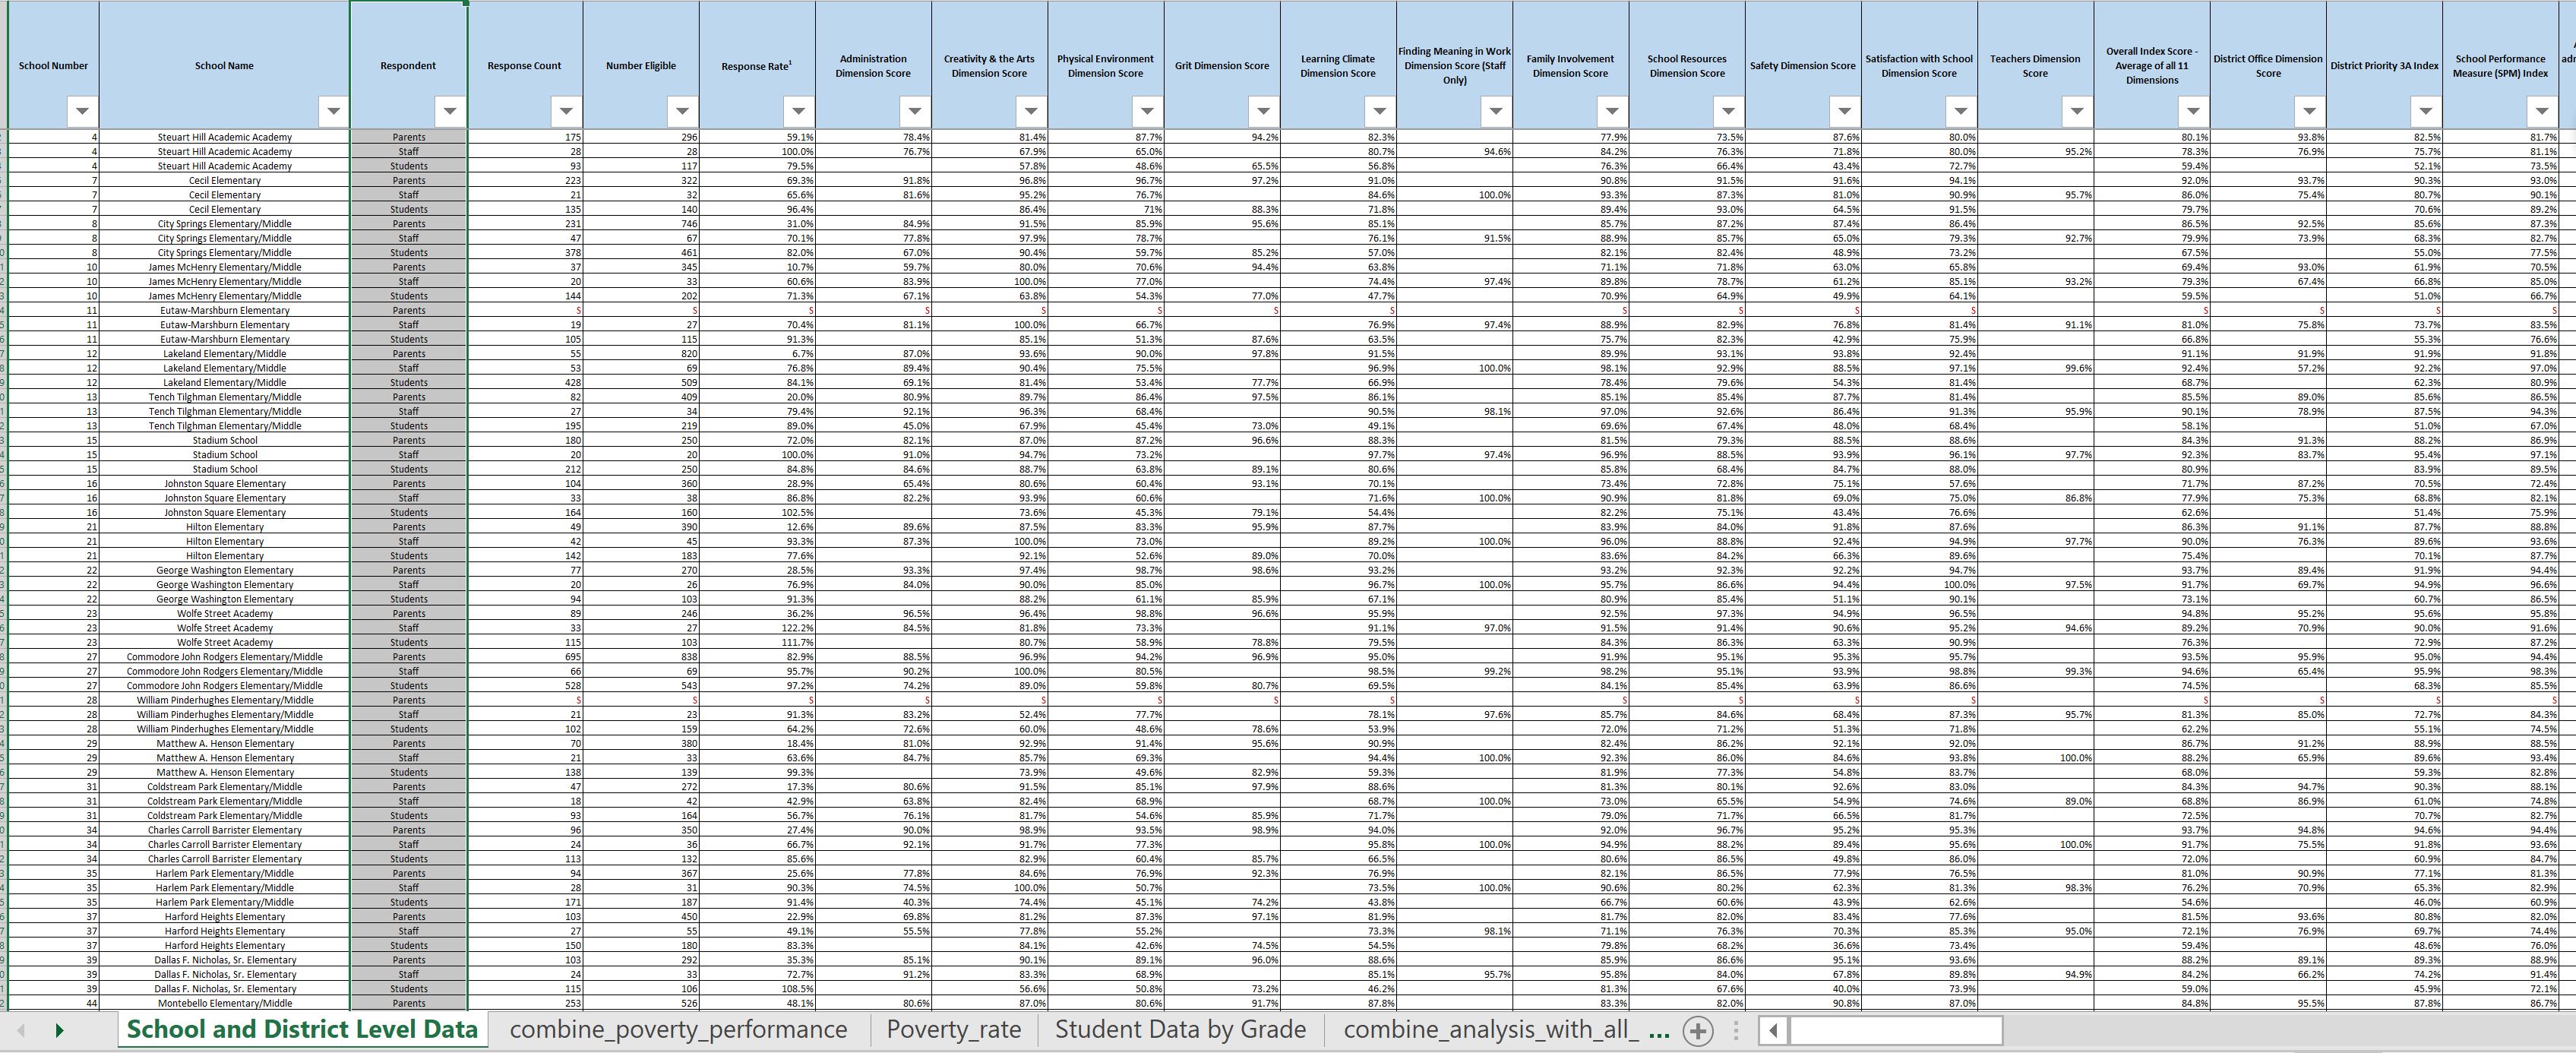 School Number School Name Respondent Response Count Number Eligible Response Rate1 Administration Dimension Score Creativity & the Arts Dimension Score Physical Environment Dimension Score Grit Dimension Score Learning Climate Dimension Score Finding Meaning in Work Dimension Score (Staff Only) Family Involvement Dimension Score School Resources Dimension Score Safety Dimension Score Satisfaction with School Dimension Score Teachers Dimension Score Overall Index Score - Average of all 11 Dimensions District Office Dimension Score District Priority 3A Index School Performance Measure (SPM) Index
4 Steuart Hill Academic Academy Parents 175 296 59.1% 78.4% 81.4% 87.7% 94.2% 82.3% 77.9% 73.5% 87.6% 80.0% 80.1% 93.8% 82.5% 81.7%
4 Steuart Hill Academic Academy Staff 28 28 100.0% 76.7% 67.9% 65.0% 80.7% 94.6% 84.2% 76.3% 71.8% 80.0% 95.2% 78.3% 76.9% 75.7% 81.1%
4 Steuart Hill Academic Academy Students 93 117 79.5% 57.8% 48.6% 65.5% 56.8% 76.3% 66.4% 43.4% 72.7% 59.4% 52.1% 73.5%
7 Cecil Elementary Parents 223 322 69.3% 91.8% 96.8% 96.7% 97.2% 91.0% 90.8% 91.5% 91.6% 94.1% 92.0% 93.7% 90.3% 93.0%
7 Cecil Elementary Staff 21 32 65.6% 81.6% 95.2% 76.7% 84.6% 100.0% 93.3% 87.3% 81.0% 90.9% 95.7% 86.0% 75.4% 80.7% 90.1%
7 Cecil Elementary Students 135 140 96.4% 86.4% 71% 88.3% 71.8% 89.4% 93.0% 64.5% 91.5% 79.7% 70.6% 89.2%
8 City Springs Elementary/Middle Parents 231 746 31.0% 84.9% 91.5% 85.9% 95.6% 85.1% 85.7% 87.2% 87.4% 86.4% 86.5% 92.5% 85.6% 87.3%
8 City Springs Elementary/Middle Staff 47 67 70.1% 77.8% 97.9% 78.7% 76.1% 91.5% 88.9% 85.7% 65.0% 79.3% 92.7% 79.9% 73.9% 68.3% 82.7%
8 City Springs Elementary/Middle Students 378 461 82.0% 67.0% 90.4% 59.7% 85.2% 57.0% 82.1% 82.4% 48.9% 73.2% 67.5% 55.0% 77.5%
10 James McHenry Elementary/Middle Parents 37 345 10.7% 59.7% 80.0% 70.6% 94.4% 63.8% 71.1% 71.8% 63.0% 65.8% 69.4% 93.0% 61.9% 70.5%
10 James McHenry Elementary/Middle Staff 20 33 60.6% 83.9% 100.0% 77.0% 74.4% 97.4% 89.8% 78.7% 61.2% 85.1% 93.2% 79.3% 67.4% 66.8% 85.0%
10 James McHenry Elementary/Middle Students 144 202 71.3% 67.1% 63.8% 54.3% 77.0% 47.7% 70.9% 64.9% 49.9% 64.1% 59.5% 51.0% 66.7%
11 Eutaw-Marshburn Elementary Parents S S S S S S S S S S S S S S S S
11 Eutaw-Marshburn Elementary Staff 19 27 70.4% 81.1% 100.0% 66.7% 76.9% 97.4% 88.9% 82.9% 76.8% 81.4% 91.1% 81.0% 75.8% 73.7% 83.5%
11 Eutaw-Marshburn Elementary Students 105 115 91.3% 85.1% 51.3% 87.6% 63.5% 75.7% 82.3% 42.9% 75.9% 66.8% 55.3% 76.6%
12 Lakeland Elementary/Middle Parents 55 820 6.7% 87.0% 93.6% 90.0% 97.8% 91.5% 89.9% 93.1% 93.8% 92.4% 91.1% 91.9% 91.9% 91.8%
12 Lakeland Elementary/Middle Staff 53 69 76.8% 89.4% 90.4% 75.5% 96.9% 100.0% 98.1% 92.9% 88.5% 97.1% 99.6% 92.4% 57.2% 92.2% 97.0%
12 Lakeland Elementary/Middle Students 428 509 84.1% 69.1% 81.4% 53.4% 77.7% 66.9% 78.4% 79.6% 54.3% 81.4% 68.7% 62.3% 80.9%
13 Tench Tilghman Elementary/Middle Parents 82 409 20.0% 80.9% 89.7% 86.4% 97.5% 86.1% 85.1% 85.4% 87.7% 81.4% 85.5% 89.0% 85.6% 86.5%
13 Tench Tilghman Elementary/Middle Staff 27 34 79.4% 92.1% 96.3% 68.4% 90.5% 98.1% 97.0% 92.6% 86.4% 91.3% 95.9% 90.1% 78.9% 87.5% 94.3%
13 Tench Tilghman Elementary/Middle Students 195 219 89.0% 45.0% 67.9% 45.4% 73.0% 49.1% 69.6% 67.4% 48.0% 68.4% 58.1% 51.0% 67.0%
15 Stadium School Parents 180 250 72.0% 82.1% 87.0% 87.2% 96.6% 88.3% 81.5% 79.3% 88.5% 88.6% 84.3% 91.3% 88.2% 86.9%
15 Stadium School Staff 20 20 100.0% 91.0% 94.7% 73.2% 97.7% 97.4% 96.9% 88.5% 93.9% 96.1% 97.7% 92.3% 83.7% 95.4% 97.1%
15 Stadium School Students 212 250 84.8% 84.6% 88.7% 63.8% 89.1% 80.6% 85.8% 68.4% 84.7% 88.0% 80.9% 83.9% 89.5%
16 Johnston Square Elementary Parents 104 360 28.9% 65.4% 80.6% 60.4% 93.1% 70.1% 73.4% 72.8% 75.1% 57.6% 71.7% 87.2% 70.5% 72.4%
16 Johnston Square Elementary Staff 33 38 86.8% 82.2% 93.9% 60.6% 71.6% 100.0% 90.9% 81.8% 69.0% 75.0% 86.8% 77.9% 75.3% 68.8% 82.1%
16 Johnston Square Elementary Students 164 160 102.5% 73.6% 45.3% 79.1% 54.4% 82.2% 75.1% 43.4% 76.6% 62.6% 51.4% 75.9%
21 Hilton Elementary Parents 49 390 12.6% 89.6% 87.5% 83.3% 95.9% 87.7% 83.9% 84.0% 91.8% 87.6% 86.3% 91.1% 87.7% 88.8%
21 Hilton Elementary Staff 42 45 93.3% 87.3% 100.0% 73.0% 89.2% 100.0% 96.0% 88.8% 92.4% 94.9% 97.7% 90.0% 76.3% 89.6% 93.6%
21 Hilton Elementary Students 142 183 77.6% 92.1% 52.6% 89.0% 70.0% 83.6% 84.2% 66.3% 89.6% 75.4% 70.1% 87.7%
22 George Washington Elementary Parents 77 270 28.5% 93.3% 97.4% 98.7% 98.6% 93.2% 93.2% 92.3% 92.2% 94.7% 93.7% 89.4% 91.9% 94.4%
22 George Washington Elementary Staff 20 26 76.9% 84.0% 90.0% 85.0% 96.7% 100.0% 95.7% 86.6% 94.4% 100.0% 97.5% 91.7% 69.7% 94.9% 96.6%
22 George Washington Elementary Students 94 103 91.3% 88.2% 61.1% 85.9% 67.1% 80.9% 85.4% 51.1% 90.1% 73.1% 60.7% 86.5%
23 Wolfe Street Academy Parents 89 246 36.2% 96.5% 96.4% 98.8% 96.6% 95.9% 92.5% 97.3% 94.9% 96.5% 94.8% 95.2% 95.6% 95.8%
23 Wolfe Street Academy Staff 33 27 122.2% 84.5% 81.8% 73.3% 91.1% 97.0% 91.5% 91.4% 90.6% 95.2% 94.6% 89.2% 70.9% 90.0% 91.6%
23 Wolfe Street Academy Students 115 103 111.7% 80.7% 58.9% 78.8% 79.5% 84.3% 86.3% 63.3% 90.9% 76.3% 72.9% 87.2%
27 Commodore John Rodgers Elementary/Middle Parents 695 838 82.9% 88.5% 96.9% 94.2% 96.9% 95.0% 91.9% 95.1% 95.3% 95.7% 93.5% 95.9% 95.0% 94.4%
27 Commodore John Rodgers Elementary/Middle Staff 66 69 95.7% 90.2% 100.0% 80.5% 98.5% 99.2% 98.2% 95.1% 93.9% 98.8% 99.3% 94.6% 65.4% 95.9% 98.3%
27 Commodore John Rodgers Elementary/Middle Students 528 543 97.2% 74.2% 89.0% 59.8% 80.7% 69.5% 84.1% 85.4% 63.9% 86.6% 74.5% 68.3% 85.5%
28 William Pinderhughes Elementary/Middle Parents S S S S S S S S S S S S S S S S
28 William Pinderhughes Elementary/Middle Staff 21 23 91.3% 83.2% 52.4% 77.7% 78.1% 97.6% 85.7% 84.6% 68.4% 87.3% 95.7% 81.3% 85.0% 72.7% 84.3%
28 William Pinderhughes Elementary/Middle Students 102 159 64.2% 72.6% 60.0% 48.6% 78.6% 53.9% 72.0% 71.2% 51.3% 71.8% 62.2% 55.1% 74.5%
29 Matthew A. Henson Elementary Parents 70 380 18.4% 81.0% 92.9% 91.4% 95.6% 90.9% 82.4% 86.2% 92.1% 92.0% 86.7% 91.2% 88.9% 88.5%
29 Matthew A. Henson Elementary Staff 21 33 63.6% 84.7% 85.7% 69.3% 94.4% 100.0% 92.3% 86.0% 84.6% 93.8% 100.0% 88.2% 65.9% 89.6% 93.4%
29 Matthew A. Henson Elementary Students 138 139 99.3% 73.9% 49.6% 82.9% 59.3% 81.9% 77.3% 54.8% 83.7% 68.0% 59.3% 82.8%
31 Coldstream Park Elementary/Middle Parents 47 272 17.3% 80.6% 91.5% 85.1% 97.9% 88.6% 81.3% 80.1% 92.6% 83.0% 84.3% 94.7% 90.3% 88.1%
31 Coldstream Park Elementary/Middle Staff 18 42 42.9% 63.8% 82.4% 68.9% 68.7% 100.0% 73.0% 65.5% 54.9% 74.6% 89.0% 68.8% 86.9% 61.0% 74.8%
31 Coldstream Park Elementary/Middle Students 93 164 56.7% 76.1% 81.7% 54.6% 85.9% 71.7% 79.0% 71.7% 66.5% 81.7% 72.5% 70.7% 82.7%
34 Charles Carroll Barrister Elementary Parents 96 350 27.4% 90.0% 98.9% 93.5% 98.9% 94.0% 92.0% 96.7% 95.2% 95.3% 93.7% 94.8% 94.6% 94.4%
34 Charles Carroll Barrister Elementary Staff 24 36 66.7% 92.1% 91.7% 77.3% 95.8% 100.0% 94.9% 88.2% 89.4% 95.6% 100.0% 91.7% 75.5% 91.8% 93.6%
34 Charles Carroll Barrister Elementary Students 113 132 85.6% 82.9% 60.4% 85.7% 66.5% 80.6% 86.5% 49.8% 86.0% 72.0% 60.9% 84.7%
35 Harlem Park Elementary/Middle Parents 94 367 25.6% 77.8% 84.6% 76.9% 92.3% 76.9% 82.1% 86.5% 77.9% 76.5% 81.0% 90.9% 77.1% 81.3%
35 Harlem Park Elementary/Middle Staff 28 31 90.3% 74.5% 100.0% 50.7% 73.5% 100.0% 90.6% 80.2% 62.3% 81.3% 98.3% 76.2% 70.9% 65.3% 82.9%
35 Harlem Park Elementary/Middle Students 171 187 91.4% 40.3% 74.4% 45.1% 74.2% 43.8% 66.7% 60.6% 43.9% 62.6% 54.6% 46.0% 60.9%
37 Harford Heights Elementary Parents 103 450 22.9% 69.8% 81.2% 87.3% 97.1% 81.9% 81.7% 82.0% 83.4% 77.6% 81.5% 93.6% 80.8% 82.0%
37 Harford Heights Elementary Staff 27 55 49.1% 55.5% 77.8% 55.2% 73.3% 98.1% 71.1% 76.3% 70.3% 85.3% 95.0% 72.1% 76.9% 69.7% 74.4%
37 Harford Heights Elementary Students 150 180 83.3% 84.1% 42.6% 74.5% 54.5% 79.8% 68.2% 36.6% 73.4% 59.4% 48.6% 76.0%
39 Dallas F. Nicholas, Sr. Elementary Parents 103 292 35.3% 85.1% 90.1% 89.1% 96.0% 88.7% 85.9% 86.6% 95.1% 93.6% 88.2% 89.1% 89.3% 88.9%
39 Dallas F. Nicholas, Sr. Elementary Staff 24 33 72.7% 91.2% 83.3% 68.9% 85.1% 95.7% 95.8% 84.0% 67.8% 89.8% 94.9% 84.2% 66.2% 74.2% 91.4%
39 Dallas F. Nicholas, Sr. Elementary Students 115 106 108.5% 56.6% 50.8% 73.2% 46.2% 81.3% 67.6% 40.0% 73.9% 59.0% 45.9% 72.1%
44 Montebello Elementary/Middle Parents 253 526 48.1% 80.6% 87.0% 80.6% 91.7% 87.8% 83.3% 82.0% 90.8% 87.0% 84.8% 95.5% 87.8% 86.7%
School and District Level Data combine_poverty_performance Poverty_rate Student Data by Grade combine_analysis_with_all_ ...